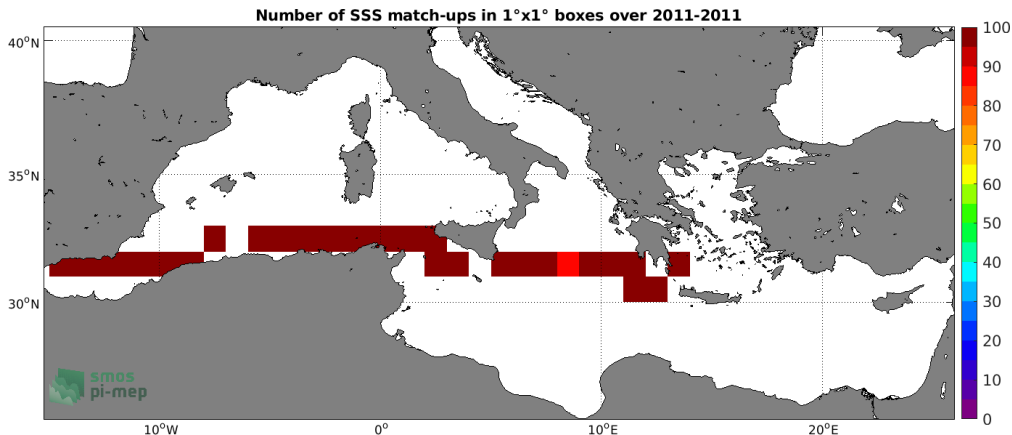 Number of SSS match-ups in 1°x1° boxes over 2011-2011
40°N
35°N
30°N
10°W
0°
10°E
20°E
100
90
80
70
60
50
40
30
20
10
0
smos
pi-mep